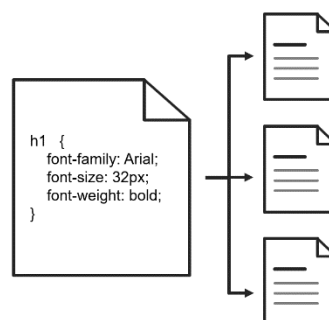 h1 {
font-family: Arial;
font-size: 32px;
font-weight: bold;
}